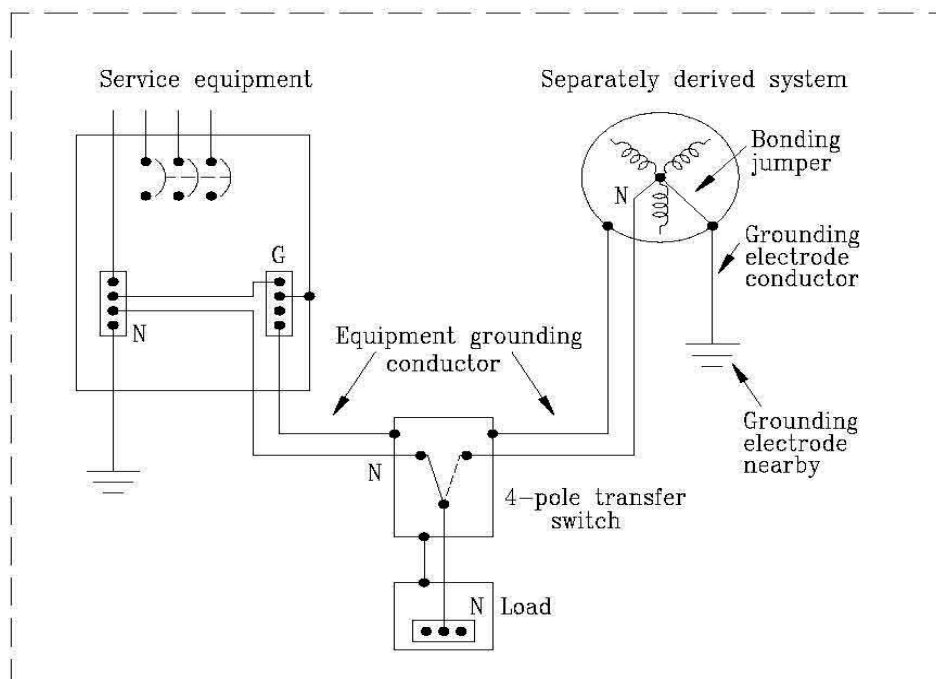 Service equipment
Separately derived system
Bonding
jumper
N
G
Grounding
electrode
conductor
N
Equipment grounding
conductor
Grounding
electrode
nearby
N
4-pole transfer
switch
N Load